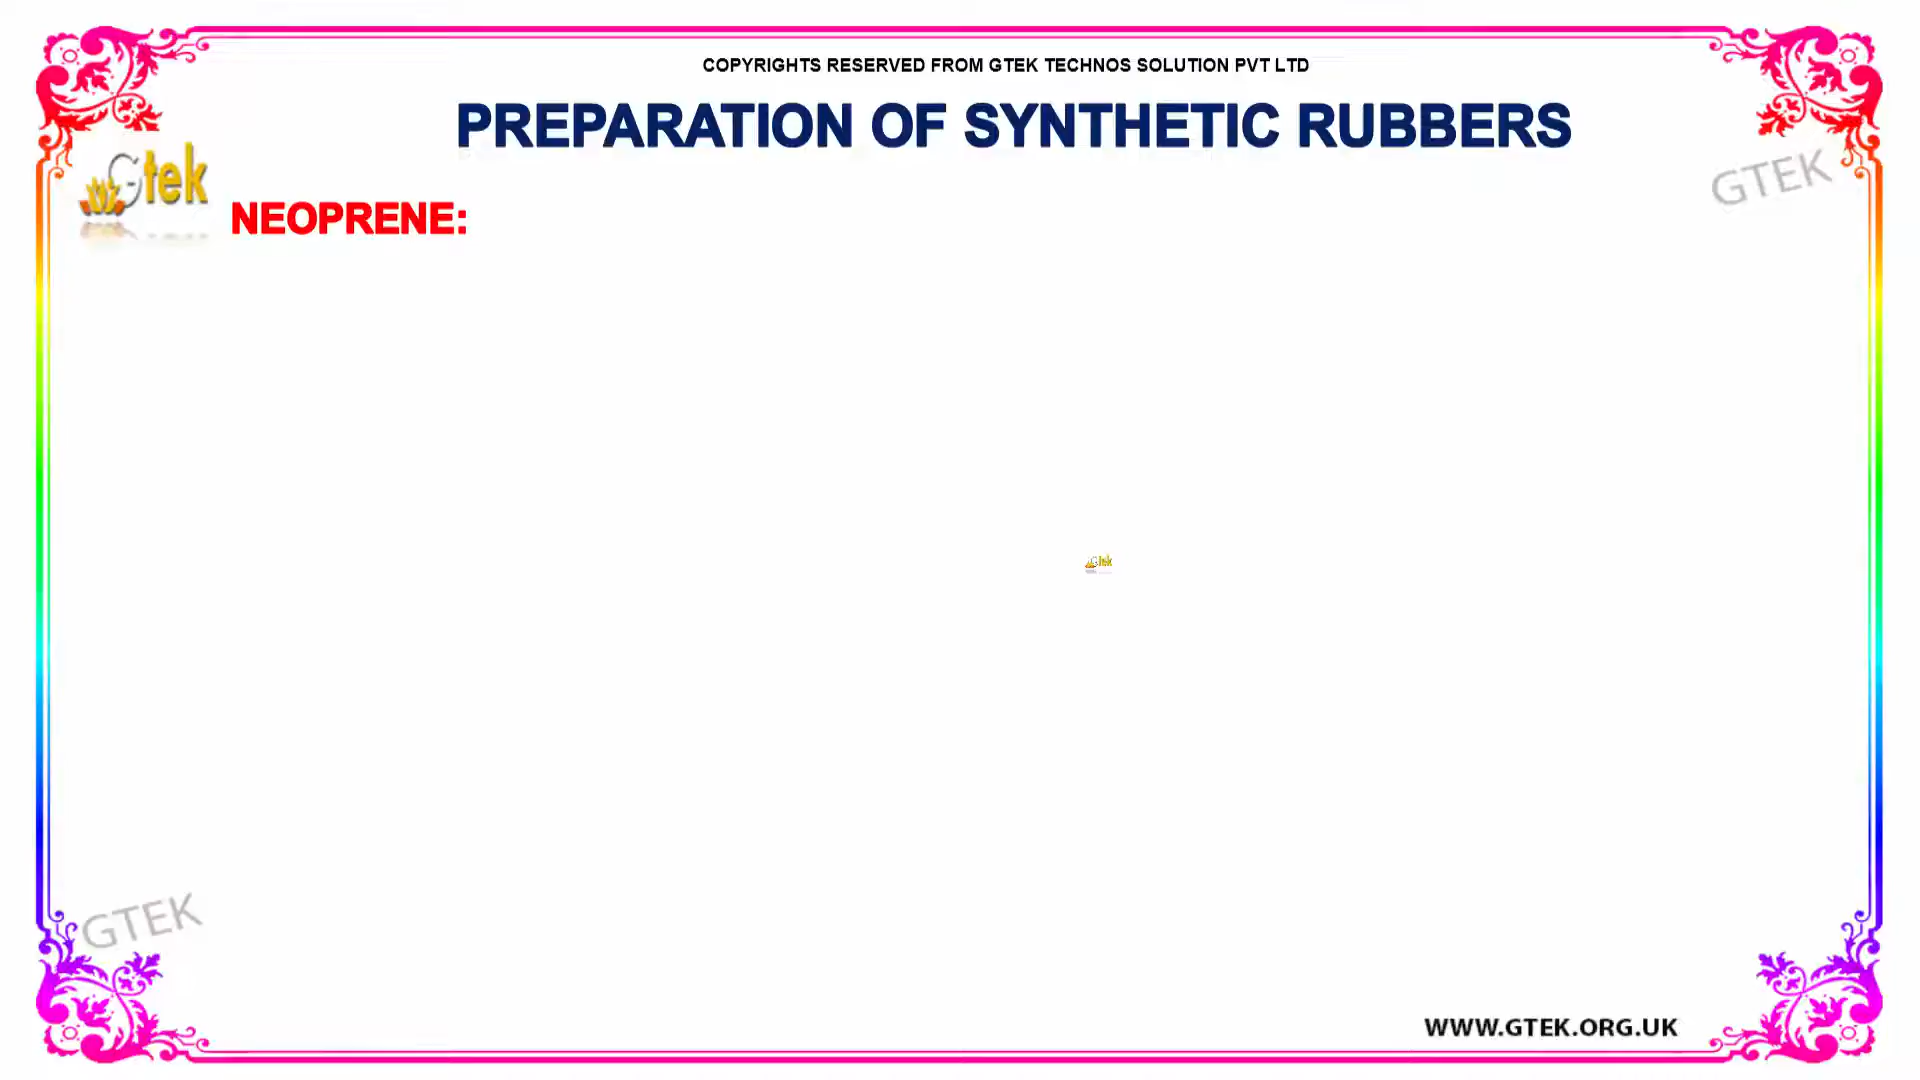 COPYRIGHTS RESERVED FROM GTEK TECHNOS SOLUTION PVT LTD
PREPARATION OF SYNTHETIC RUBBERS
Gtek
GTEK
NEOPRENE:
Gtek
GTEK
WWW.GTEK.ORG.UK